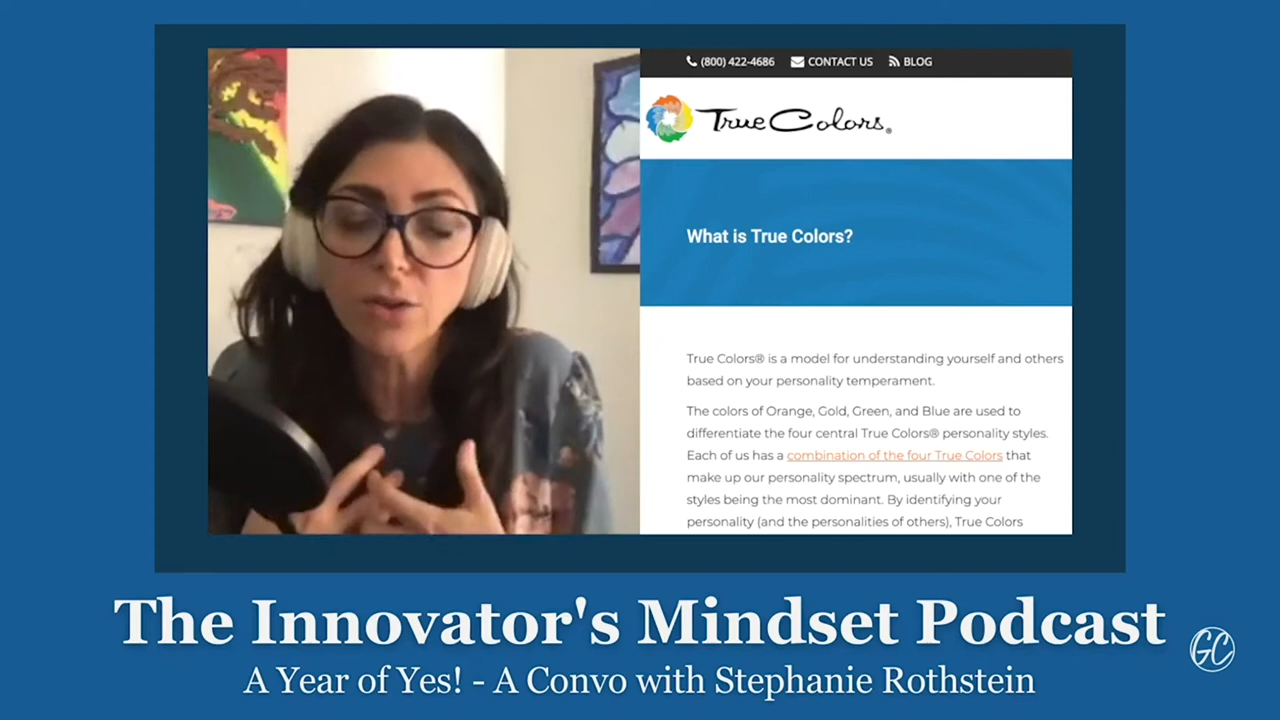 (800) 422-4686 CONTACT US BLOG
True Colors®
What is True Colors?
True Colors® is a model for understanding yourself and others
based on your personality temperament.
The colors of Orange, Gold, Green, and Blue are used to
differentiate the four central True Colors® personality styles.
Each of us has a combination of the four True Colors that
make up our personality spectrum, usually with one of the
styles being the most dominant. By identifying your
personality (and the personalities of others), True Colors
The Innovator's Mindset Podcast
GC
A Year of Yes! - A Convo with Stephanie Rothstein